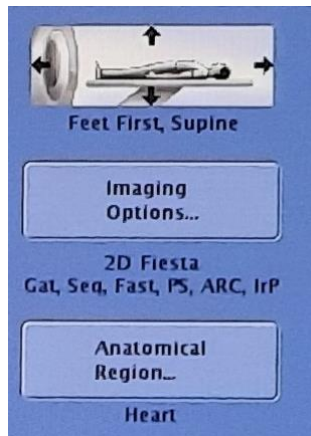 Feet First, Supine
Imaging
Options...
2D Fiesta
Gat, Seq, Fast, PS, ARC, IrP
Anatomical
Region...
Heart